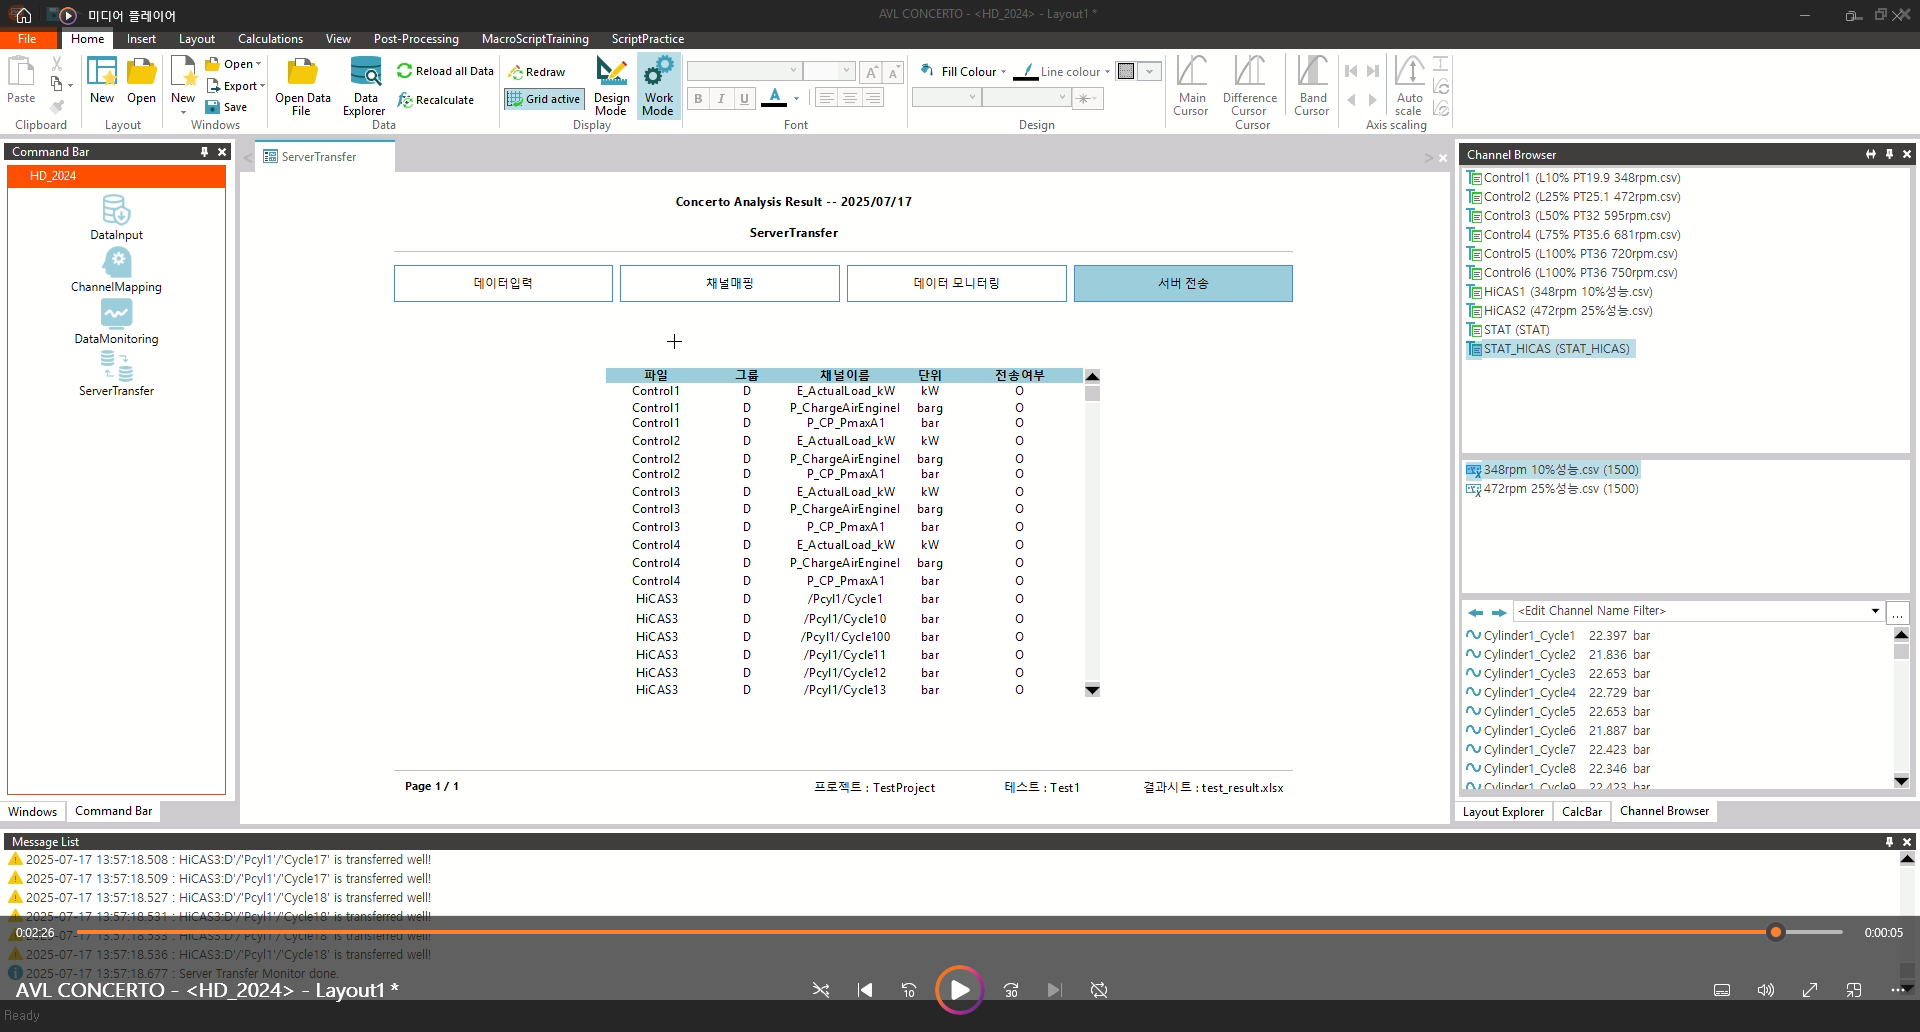 미디어 플레이어
AVL CONCERTO - <HD_2024> - Layout1 *
File Home Insert Layout Calculations View Post-Processing MacroScriptTraining ScriptPractice
Paste
Clipboard
New Open
Layout
New Open Export Save
Windows
Open Data File
Data Explorer
Reload all Data
Recalculate
Data
Redraw
Grid active
Design Mode
Work Mode
Display
B I U A
Font
Fill Colour Line colour
Design
Main Cursor
Difference Cursor
Band Cursor
Cursor
Auto scale
Axis scaling
Command Bar
HD_2024
DataInput
ChannelMapping
DataMonitoring
ServerTransfer
Windows Command Bar
ServerTransfer
Concerto Analysis Result -- 2025/07/17
ServerTransfer
데이터입력 채널매핑 데이터 모니터링 서버 전송
파일 그룹 채널이름 단위 전송여부
Control1 D E_ActualLoad_kW kW O
Control1 D P_ChargeAirEngineI barg O
Control1 D P_CP_PmaxA1 bar O
Control2 D E_ActualLoad_kW kW O
Control2 D P_ChargeAirEngineI barg O
Control2 D P_CP_PmaxA1 bar O
Control3 D E_ActualLoad_kW kW O
Control3 D P_ChargeAirEngineI barg O
Control3 D P_CP_PmaxA1 bar O
Control4 D E_ActualLoad_kW kW O
Control4 D P_ChargeAirEngineI barg O
Control4 D P_CP_PmaxA1 bar O
HiCAS3 D /Pcyl1/Cycle1 bar O
HiCAS3 D /Pcyl1/Cycle10 bar O
HiCAS3 D /Pcyl1/Cycle100 bar O
HiCAS3 D /Pcyl1/Cycle11 bar O
HiCAS3 D /Pcyl1/Cycle12 bar O
HiCAS3 D /Pcyl1/Cycle13 bar O
Page 1 / 1 프로젝트 : TestProject 테스트 : Test1 결과시트 : test_result.xlsx
Channel Browser
Control1 (L10% PT19.9 348rpm.csv)
Control2 (L25% PT25.1 472rpm.csv)
Control3 (L50% PT32 595rpm.csv)
Control4 (L75% PT35.6 681rpm.csv)
Control5 (L100% PT36 720rpm.csv)
Control6 (L100% PT36 750rpm.csv)
HiCAS1 (348rpm 10%성능.csv)
HiCAS2 (472rpm 25%성능.csv)
STAT (STAT)
STAT_HICAS (STAT_HICAS)
348rpm 10%성능.csv (1500)
472rpm 25%성능.csv (1500)
<Edit Channel Name Filter> ...
Cylinder1_Cycle1 22.397 bar
Cylinder1_Cycle2 21.836 bar
Cylinder1_Cycle3 22.653 bar
Cylinder1_Cycle4 22.729 bar
Cylinder1_Cycle5 22.653 bar
Cylinder1_Cycle6 21.887 bar
Cylinder1_Cycle7 22.423 bar
Cylinder1_Cycle8 22.346 bar
Cylinder1_Cycle9 22.423 bar
Layout Explorer CalcBar Channel Browser
Message List
2025-07-17 13:57:18.508 : HiCAS3:D'/'Pcyl1'/'Cycle17' is transferred well!
2025-07-17 13:57:18.509 : HiCAS3:D'/'Pcyl1'/'Cycle17' is transferred well!
2025-07-17 13:57:18.527 : HiCAS3:D'/'Pcyl1'/'Cycle18' is transferred well!
2025-07-17 13:57:18.531 : HiCAS3:D'/'Pcyl1'/'Cycle18' is transferred well!
2025-07-17 13:57:18.533 : HiCAS3:D'/'Pcyl1'/'Cycle18' is transferred well!
0:02:26 0:00:05
2025-07-17 13:57:18.536 : HiCAS3:D'/'Pcyl1'/'Cycle18' is transferred well!
2025-07-17 13:57:18.677 : Server Transfer Monitor done.
AVL CONCERTO - <HD_2024> - Layout1 *
10 30
Ready